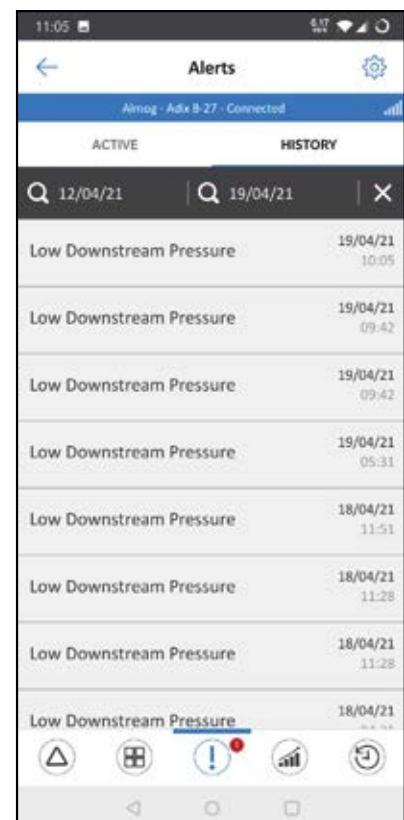 11:05
Alerts
Almog - Adix 8-27 - Connected
ACTIVE HISTORY
12/04/21 19/04/21
Low Downstream Pressure 19/04/21
10:05
Low Downstream Pressure 19/04/21
09:42
Low Downstream Pressure 19/04/21
09:42
Low Downstream Pressure 19/04/21
05:31
Low Downstream Pressure 18/04/21
11:51
Low Downstream Pressure 18/04/21
11:28
Low Downstream Pressure 18/04/21
11:28
Low Downstream Pressure 18/04/21